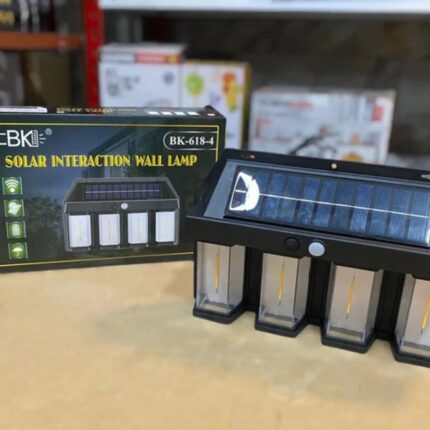 BK®
BK-618-4
SOLAR INTERACTION WALL LAMP